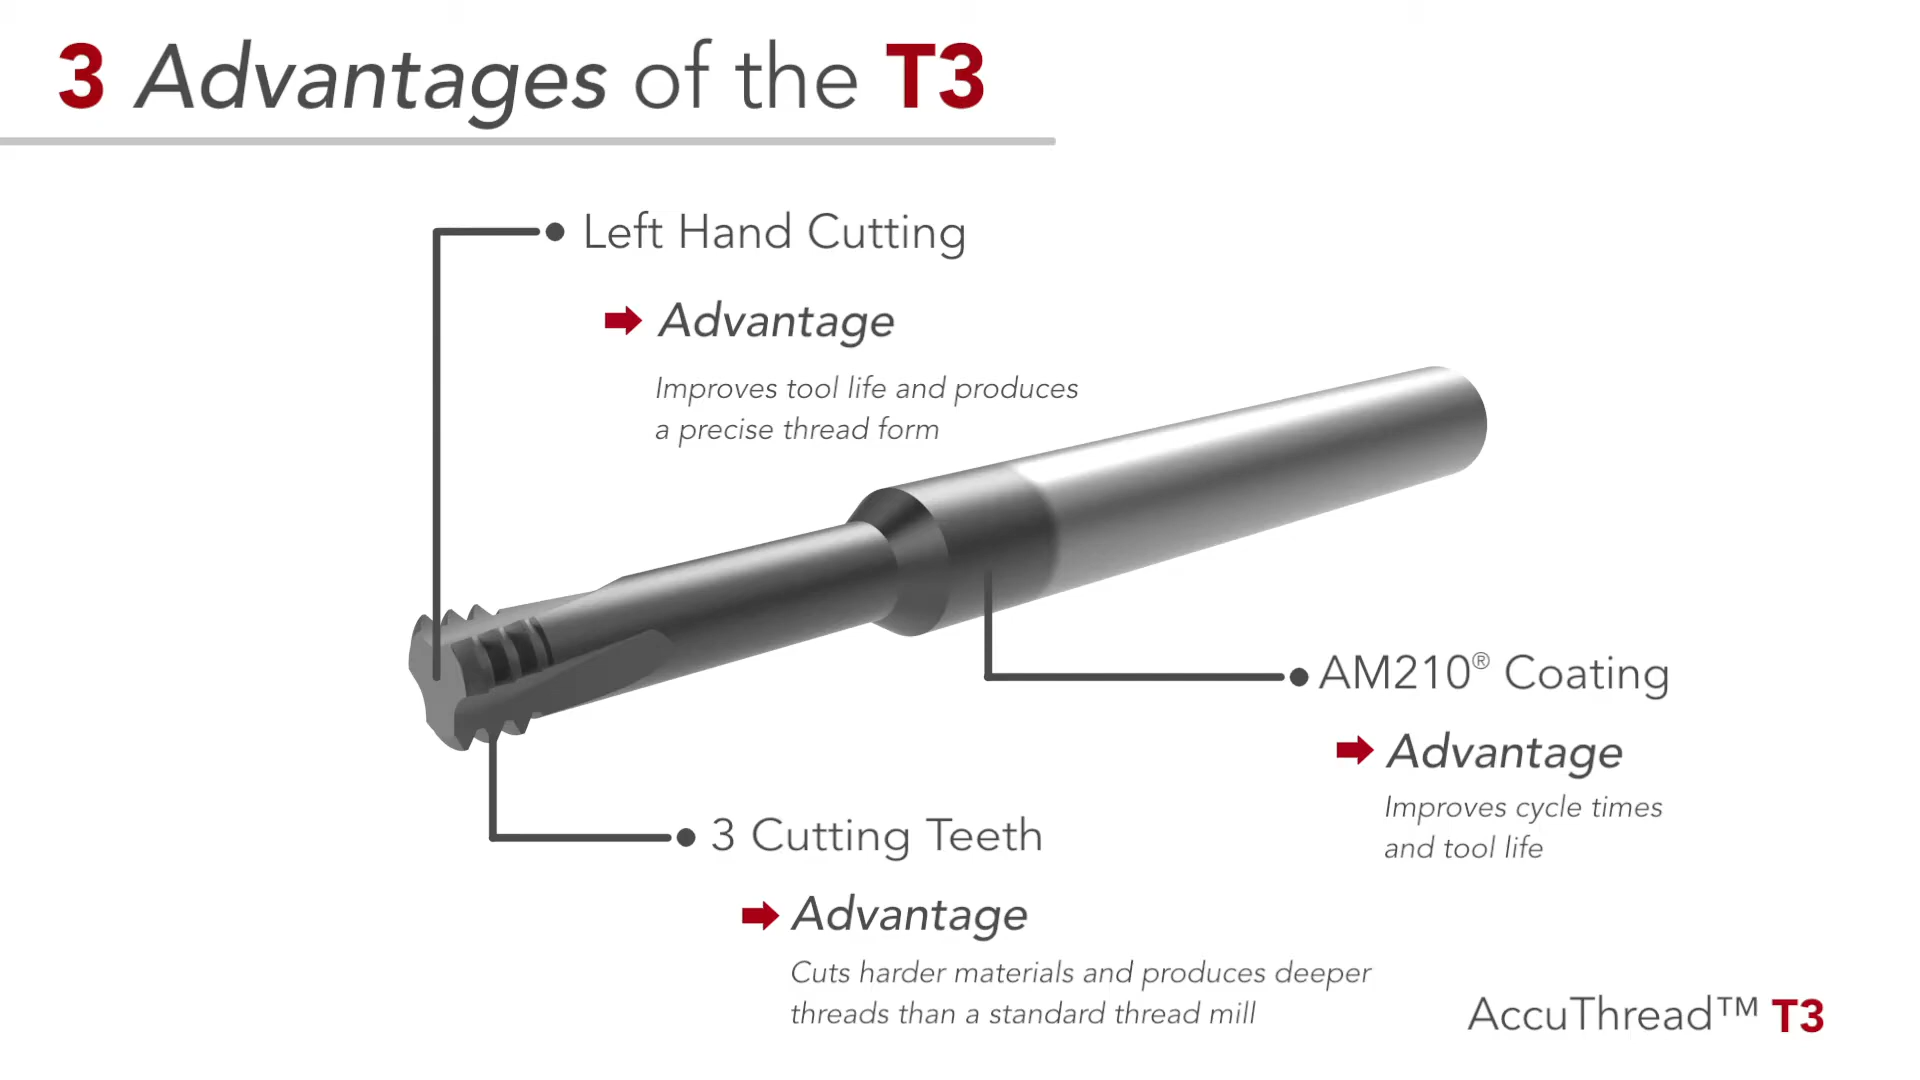 3 Advantages of the T3
Left Hand Cutting
Advantage
Improves tool life and produces
a precise thread form
AM210® Coating
Advantage
Improves cycle times
and tool life
3 Cutting Teeth
Advantage
Cuts harder materials and produces deeper
threads than a standard thread mill
AccuThread™ T3